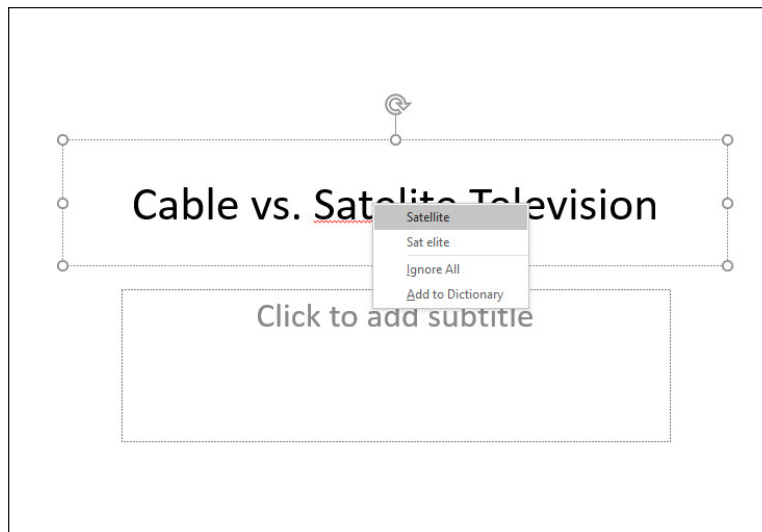 Cable vs. Satelite Television
Satellite
Sat elite
Ignore All
Add to Dictionary
Click to add subtitle